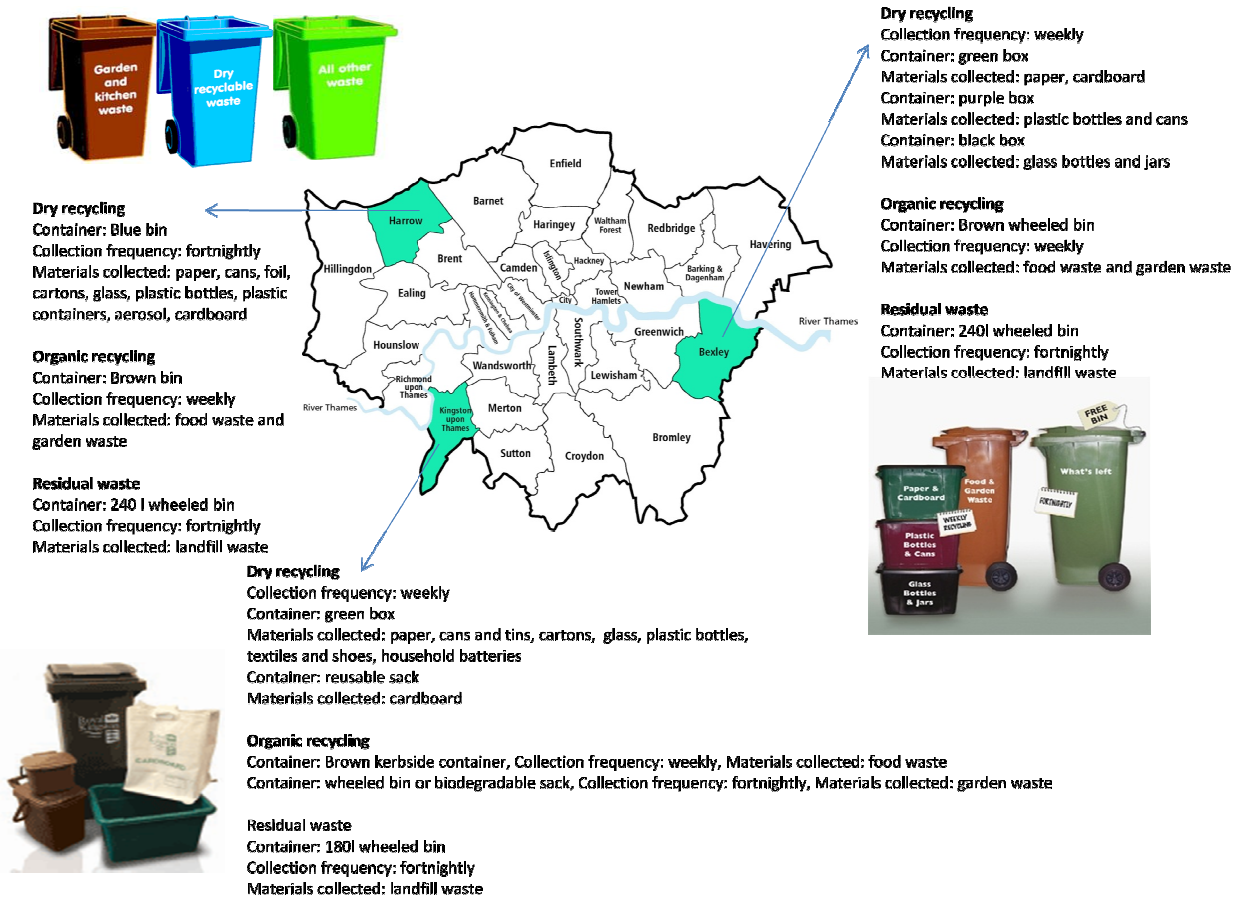 Garden
and
kitchen
waste
Dry
recyclable
waste
All other
waste
Dry recycling
Container: Blue bin
Collection frequency: fortnightly
Materials collected: paper, cans, foil,
cartons, glass, plastic bottles, plastic
containers, aerosol, cardboard
Organic recycling
Container: Brown bin
Collection frequency: weekly
Materials collected: food waste and
garden waste
Residual waste
Container: 240 l wheeled bin
Collection frequency: fortnightly
Materials collected: landfill waste
Enfield
Barnet
Harrow
Haringey
Waltham
Forest
Redbridge
Havering
Hillingdon
Brent
Camden
Islington
Hackney
Barking &
Dagenham
Ealing
City of Westminster
Kensington & Chelsea
Hammersmith & Fulham
City
Tower
Hamlets
Newham
River Thames
Hounslow
Greenwich
Bexley
Richmond
upon
Thames
Wandsworth
Lambeth
Southwark
Lewisham
River Thames
Kingston
upon
Thames
Merton
Sutton
Croydon
Bromley
Dry recycling
Collection frequency: weekly
Container: green box
Materials collected: paper, cardboard
Container: purple box
Materials collected: plastic bottles and cans
Container: black box
Materials collected: glass bottles and jars
Organic recycling
Container: Brown wheeled bin
Collection frequency: weekly
Materials collected: food waste and garden waste
Residual waste
Container: 240l wheeled bin
Collection frequency: fortnightly
Materials collected: landfill waste
FREE
BIN
What's left
FORTNIGHTLY
Food &
Garden
Waste
Paper &
Cardboard
WEEKLY
RECYCLING
Plastic
Bottles
& Cans
Glass
Bottles
& Jars
Dry recycling
Collection frequency: weekly
Container: green box
Materials collected: paper, cans and tins, cartons, glass, plastic bottles,
textiles and shoes, household batteries
Container: reusable sack
Materials collected: cardboard
Organic recycling
Container: Brown kerbside container, Collection frequency: weekly, Materials collected: food waste
Container: wheeled bin or biodegradable sack, Collection frequency: fortnightly, Materials collected: garden waste
Residual waste
Container: 180l wheeled bin
Collection frequency: fortnightly
Materials collected: landfill waste
CARDBOARD